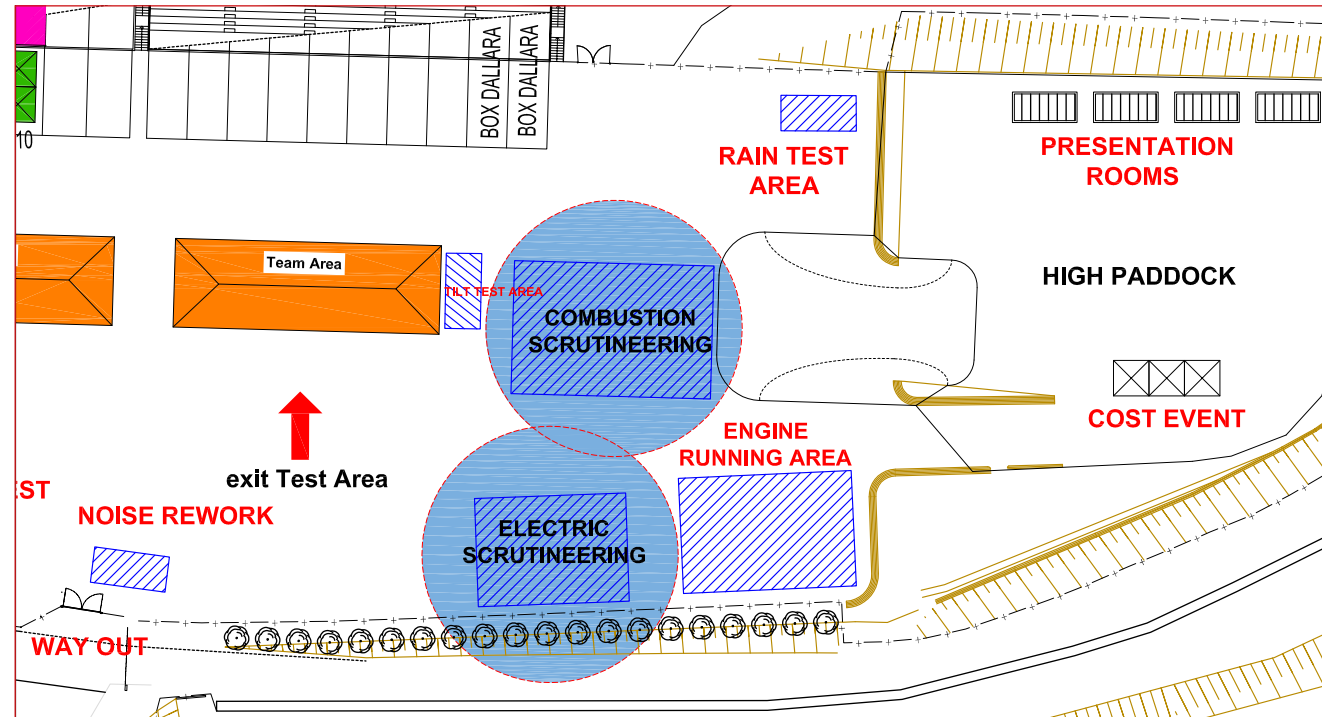 BOX DALLARA
BOX DALLARA
10
RAIN TEST
AREA
PRESENTATION
ROOMS
Team Area
TILT TEST AREA
HIGH PADDOCK
COMBUSTION
SCRUTINEERING
COST EVENT
ENGINE
RUNNING AREA
exit Test Area
EST
NOISE REWORK
ELECTRIC
SCRUTINEERING
WAY OUT